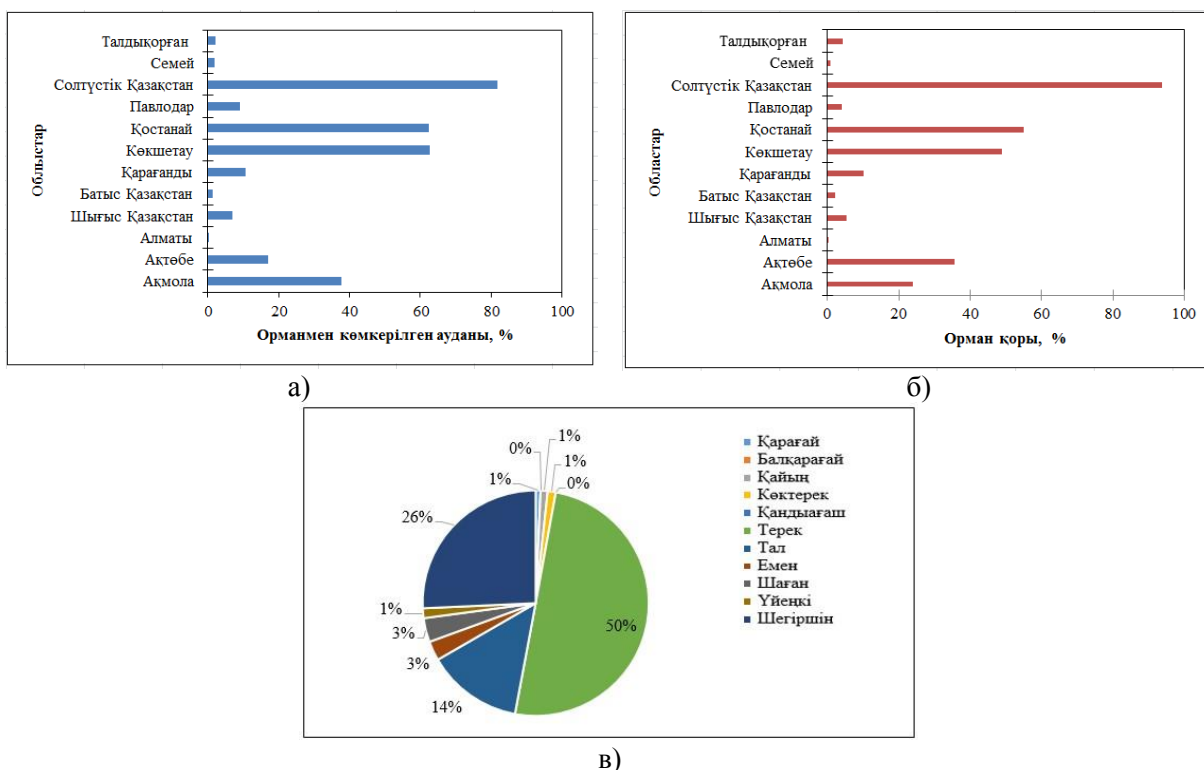 Облыстар
Талдықорған
Семей
Солтүстік Қазақстан
Павлодар
Қостанай
Көкшетау
Қарағанды
Батыс Қазақстан
Шығыс Қазақстан
Алматы
Ақтөбе
Ақмола
0 20 40 60 80 100
Орманмен көмкерілген ауданы, %
а)
Областар
Талдықорған
Семей
Солтүстік Қазақстан
Павлодар
Қостанай
Көкшетау
Қарағанды
Батыс Қазақстан
Шығыс Қазақстан
Алматы
Ақтөбе
Ақмола
0 20 40 60 80 100
Орман қоры, %
б)
1%
0%
1%
1%
0%
50%
14%
3%
3%
1%
26%
Қарағай
Балқарағай
Қайың
Көктерек
Қандыағаш
Терек
Тал
Емен
Шаған
Үйеңкі
Шегіршін
в)